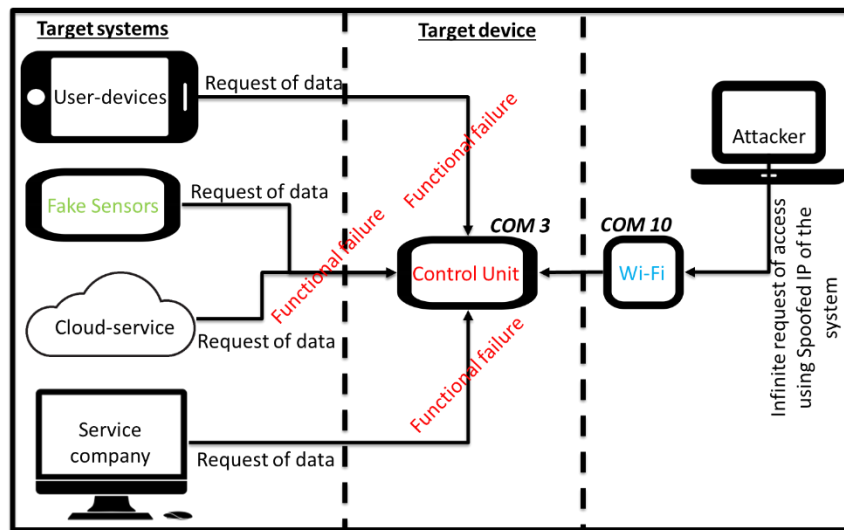 Target systems
Target device
User-devices
Request of data
Functional failure
Attacker
Fake Sensors
Request of data
Functional failure
COM 3
COM 10
Control Unit
Wi-Fi
Infinite request of access
using Spoofed IP of the
system
Cloud-service
Request of data
Functional failure
Service
company
Request of data